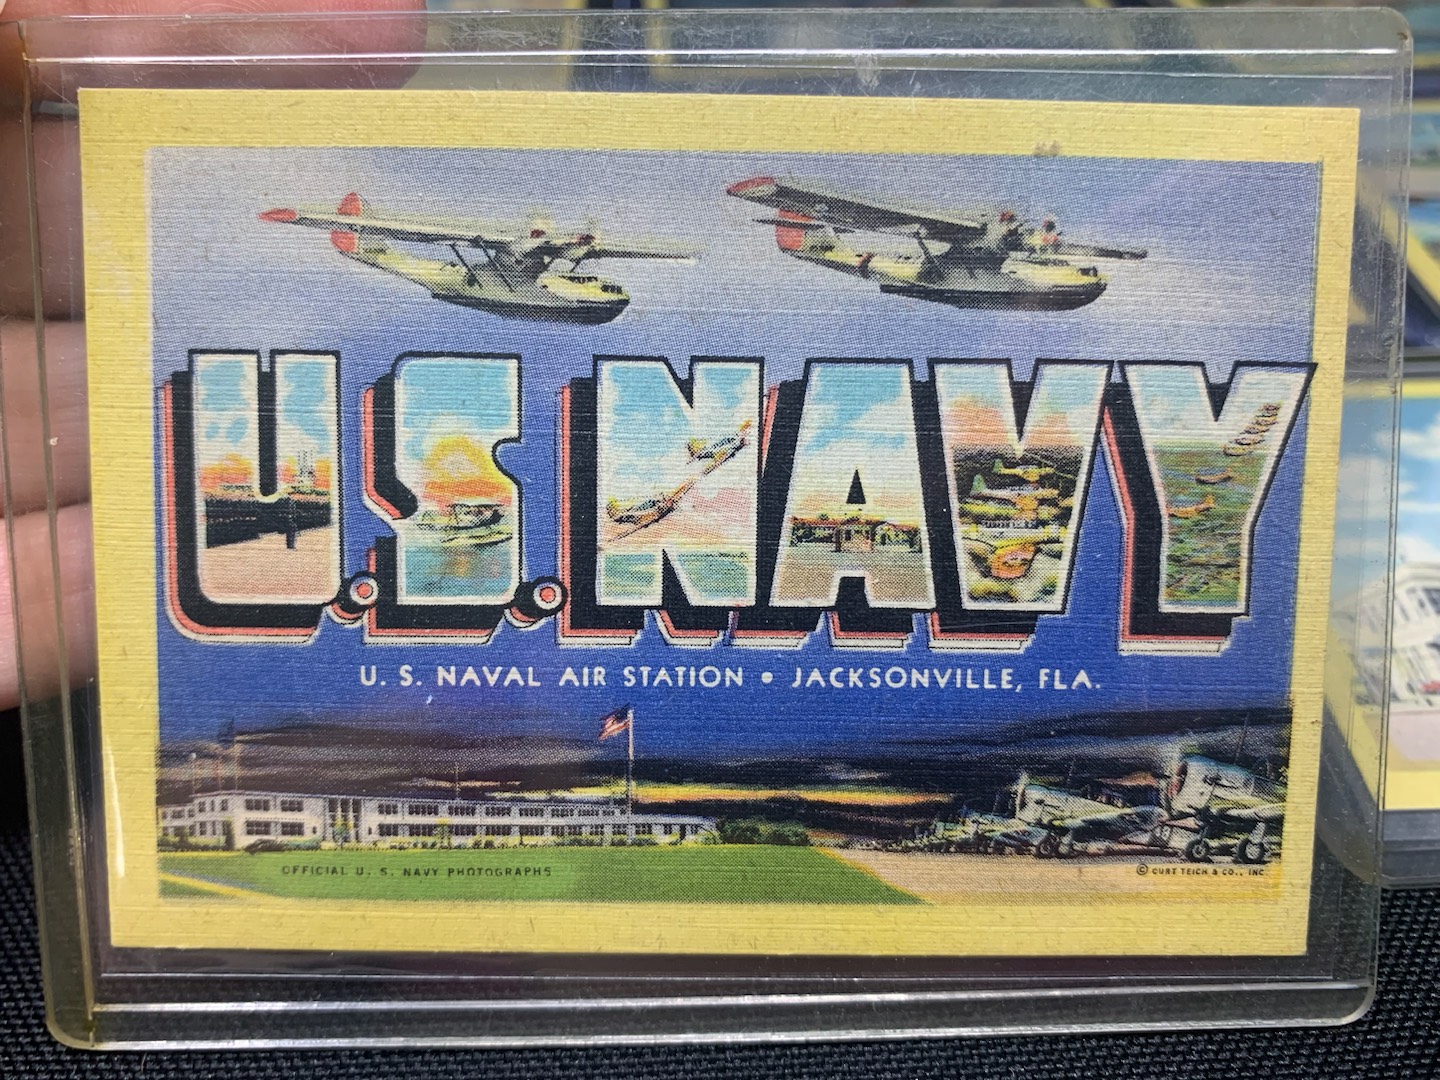 U.S. NAVY
U. S. NAVAL AIR STATION • JACKSONVILLE, FLA.
OFFICIAL U. S. NAVY PHOTOGRAPHS
© CURT TEICH & CO., INC.